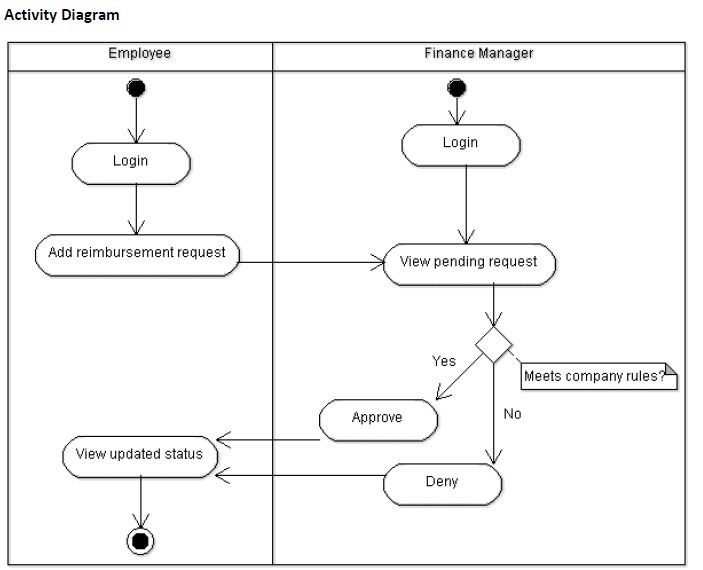 Activity Diagram
Employee
Finance Manager
Login
Login
Add reimbursement request
View pending request
Yes
Meets company rules?
No
Approve
View updated status
Deny